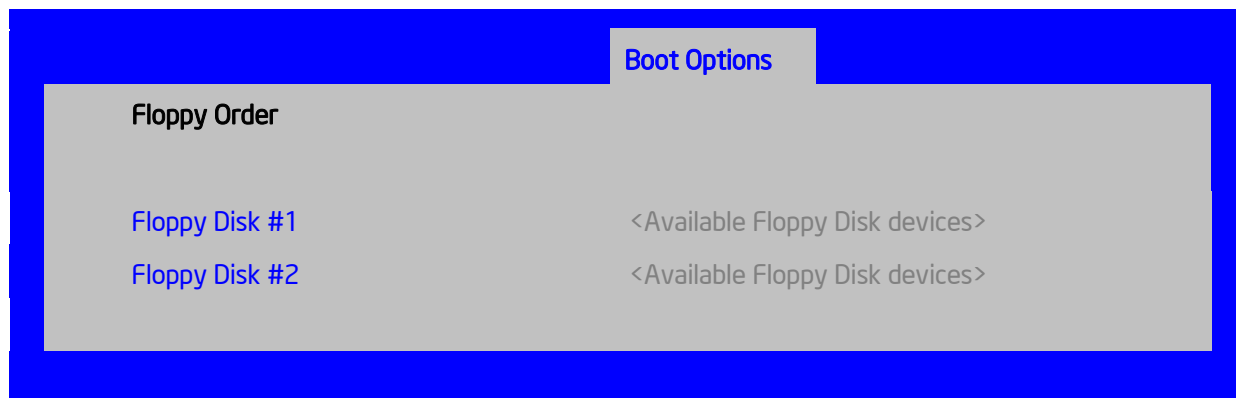 Boot Options
Floppy Order
Floppy Disk #1 <Available Floppy Disk devices>
Floppy Disk #2 <Available Floppy Disk devices>